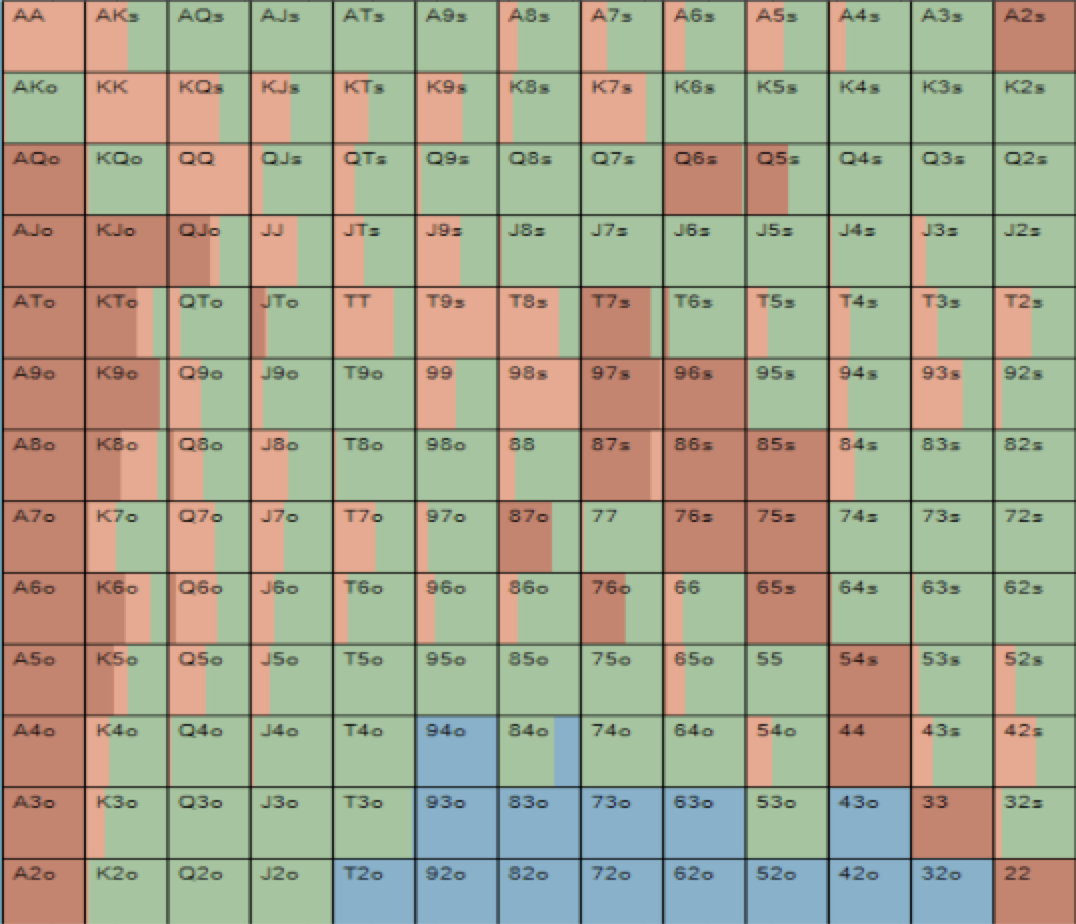 AA AKs AQs AJs ATs A9s A8s A7s A6s A5s A4s A3s A2s
AKo KK KQs KJs KTs K9s K8s K7s K6s K5s K4s K3s K2s
AQo KQo QQ QJs QTs Q9s Q8s Q7s Q6s Q5s Q4s Q3s Q2s
AJo KJo QJo JJ JTs J9s J8s J7s J6s J5s J4s J3s J2s
ATo KTo QTo JTo TT T9s T8s T7s T6s T5s T4s T3s T2s
A9o K9o Q9o J9o T9o 99 98s 97s 96s 95s 94s 93s 92s
A8o K8o Q8o J8o T8o 98o 88 87s 86s 85s 84s 83s 82s
A7o K7o Q7o J7o T7o 97o 87o 77 76s 75s 74s 73s 72s
A6o K6o Q6o J6o T6o 96o 86o 76o 66 65s 64s 63s 62s
A5o K5o Q5o J5o T5o 95o 85o 75o 65o 55 54s 53s 52s
A4o K4o Q4o J4o T4o 94o 84o 74o 64o 54o 44 43s 42s
A3o K3o Q3o J3o T3o 93o 83o 73o 63o 53o 43o 33 32s
A2o K2o Q2o J2o T2o 92o 82o 72o 62o 52o 42o 32o 22